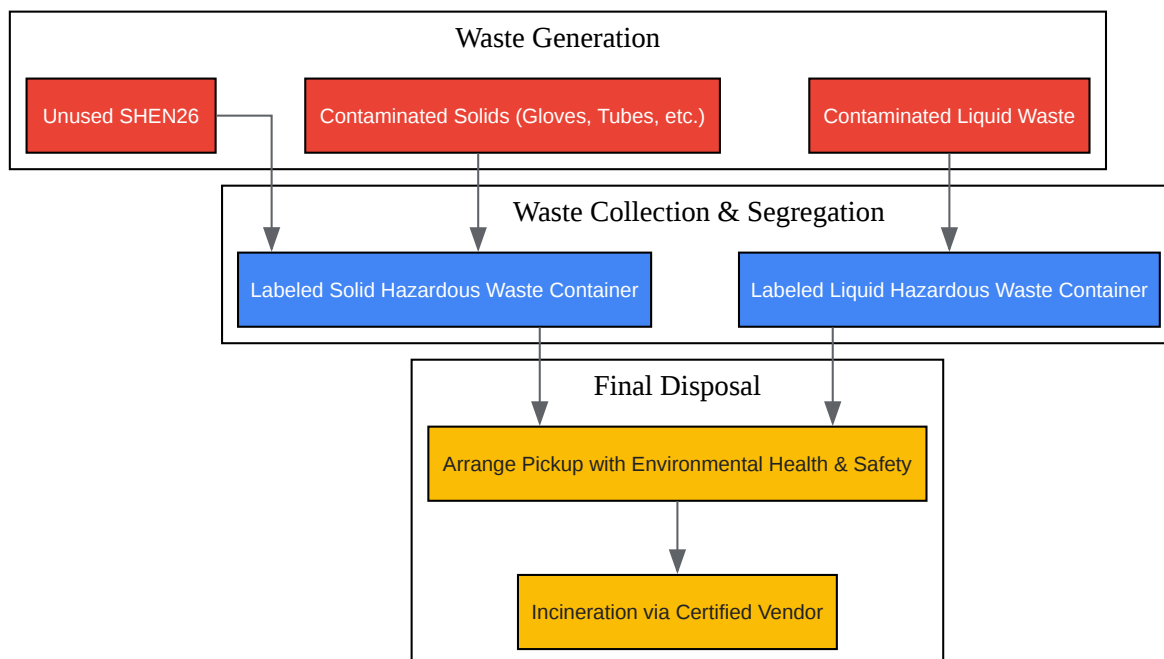 Waste Generation
Unused SHEN26
Contaminated Solids (Gloves, Tubes, etc.)
Contaminated Liquid Waste
Waste Collection & Segregation
Labeled Solid Hazardous Waste Container
Labeled Liquid Hazardous Waste Container
Final Disposal
Arrange Pickup with Environmental Health & Safety
Incineration via Certified Vendor